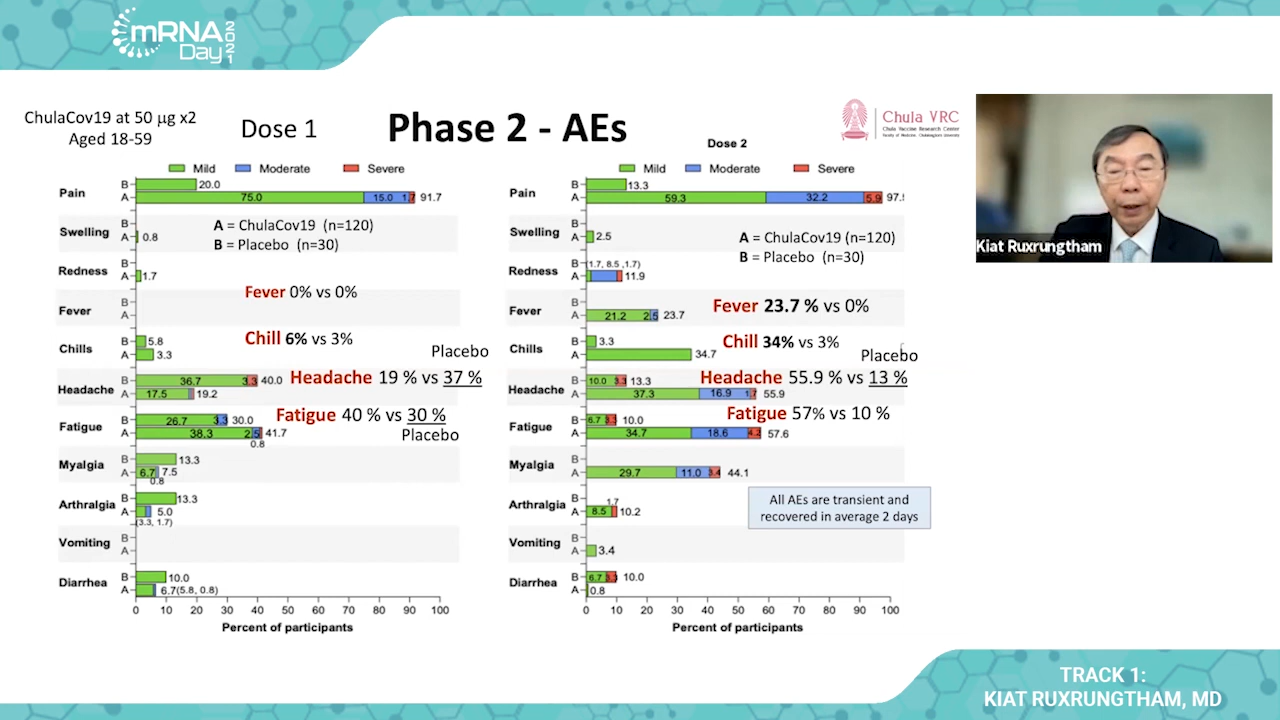 mRNA
Day
2021
ChulaCov19 at 50 µg x2
Aged 18-59
Dose 1
Phase 2 - AEs
Chula VRC
Chula Vaccine Research Center
Dose 2
Mild Moderate Severe
Pain
B 20.0
A 75.0 15.0 1.7 91.7
Swelling
B
A 0.8
A = ChulaCov19 (n=120)
B = Placebo (n=30)
Redness
B
A 1.7
Fever
B
A
Fever 0% vs 0%
Chills
B 5.8
A 3.3
Chill 6% vs 3%
Placebo
Headache
B 36.7 3.3 40.0
A 17.5 19.2
Headache 19 % vs 37 %
Fatigue
B 26.7 3.3 30.0
A 38.3 2.5 41.7
0.8
Fatigue 40 % vs 30 %
Placebo
Myalgia
B 13.3
A 6.7 7.5
0.8
Arthralgia
B 13.3
A 5.0
(3.3, 1.7)
Vomiting
B
A
Diarrhea
B 10.0
A 6.7(5.8, 0.8)
0 10 20 30 40 50 60 70 80 90 100
Percent of participants
Mild Moderate Severe
Pain
B 13.3
A 59.3 32.2 5.9 97.
Swelling
B
A 2.5
A = ChulaCov19 (n=120)
B = Placebo (n=30)
Redness
B (1.7, 8.5 ,1.7)
A 11.9
Fever
B
A 21.2 2.5 23.7
Fever 23.7 % vs 0%
Chills
B 3.3
A 34.7
Chill 34% vs 3%
Placebo
Headache
B 10.0 3.3 13.3
A 37.3 16.9 1.7 55.9
Headache 55.9 % vs 13 %
Fatigue
B 6.7 3.3 10.0
A 34.7 18.6 4.2 57.6
Fatigue 57% vs 10 %
Myalgia
B
A 29.7 11.0 3.4 44.1
Arthralgia
B 1.7
A 8.5 10.2
All AEs are transient and
recovered in average 2 days
Vomiting
B
A 3.4
Diarrhea
B 6.7 3.3 10.0
A 0.8
0 10 20 30 40 50 60 70 80 90 100
Percent of participants
Kiat Ruxrungtham
TRACK 1:
KIAT RUXRUNGTHAM, MD